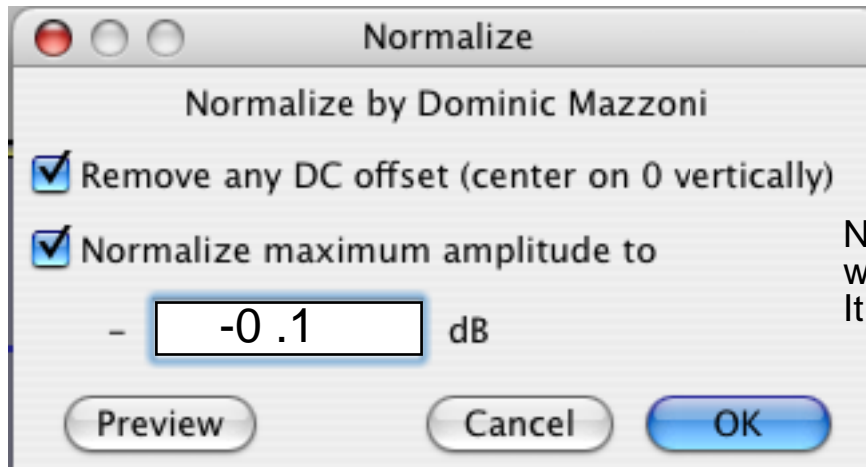 Normalize
Normalize by Dominic Mazzoni
Remove any DC offset (center on 0 vertically)
Normalize maximum amplitude to
- -0 .1 dB
Preview Cancel OK
It